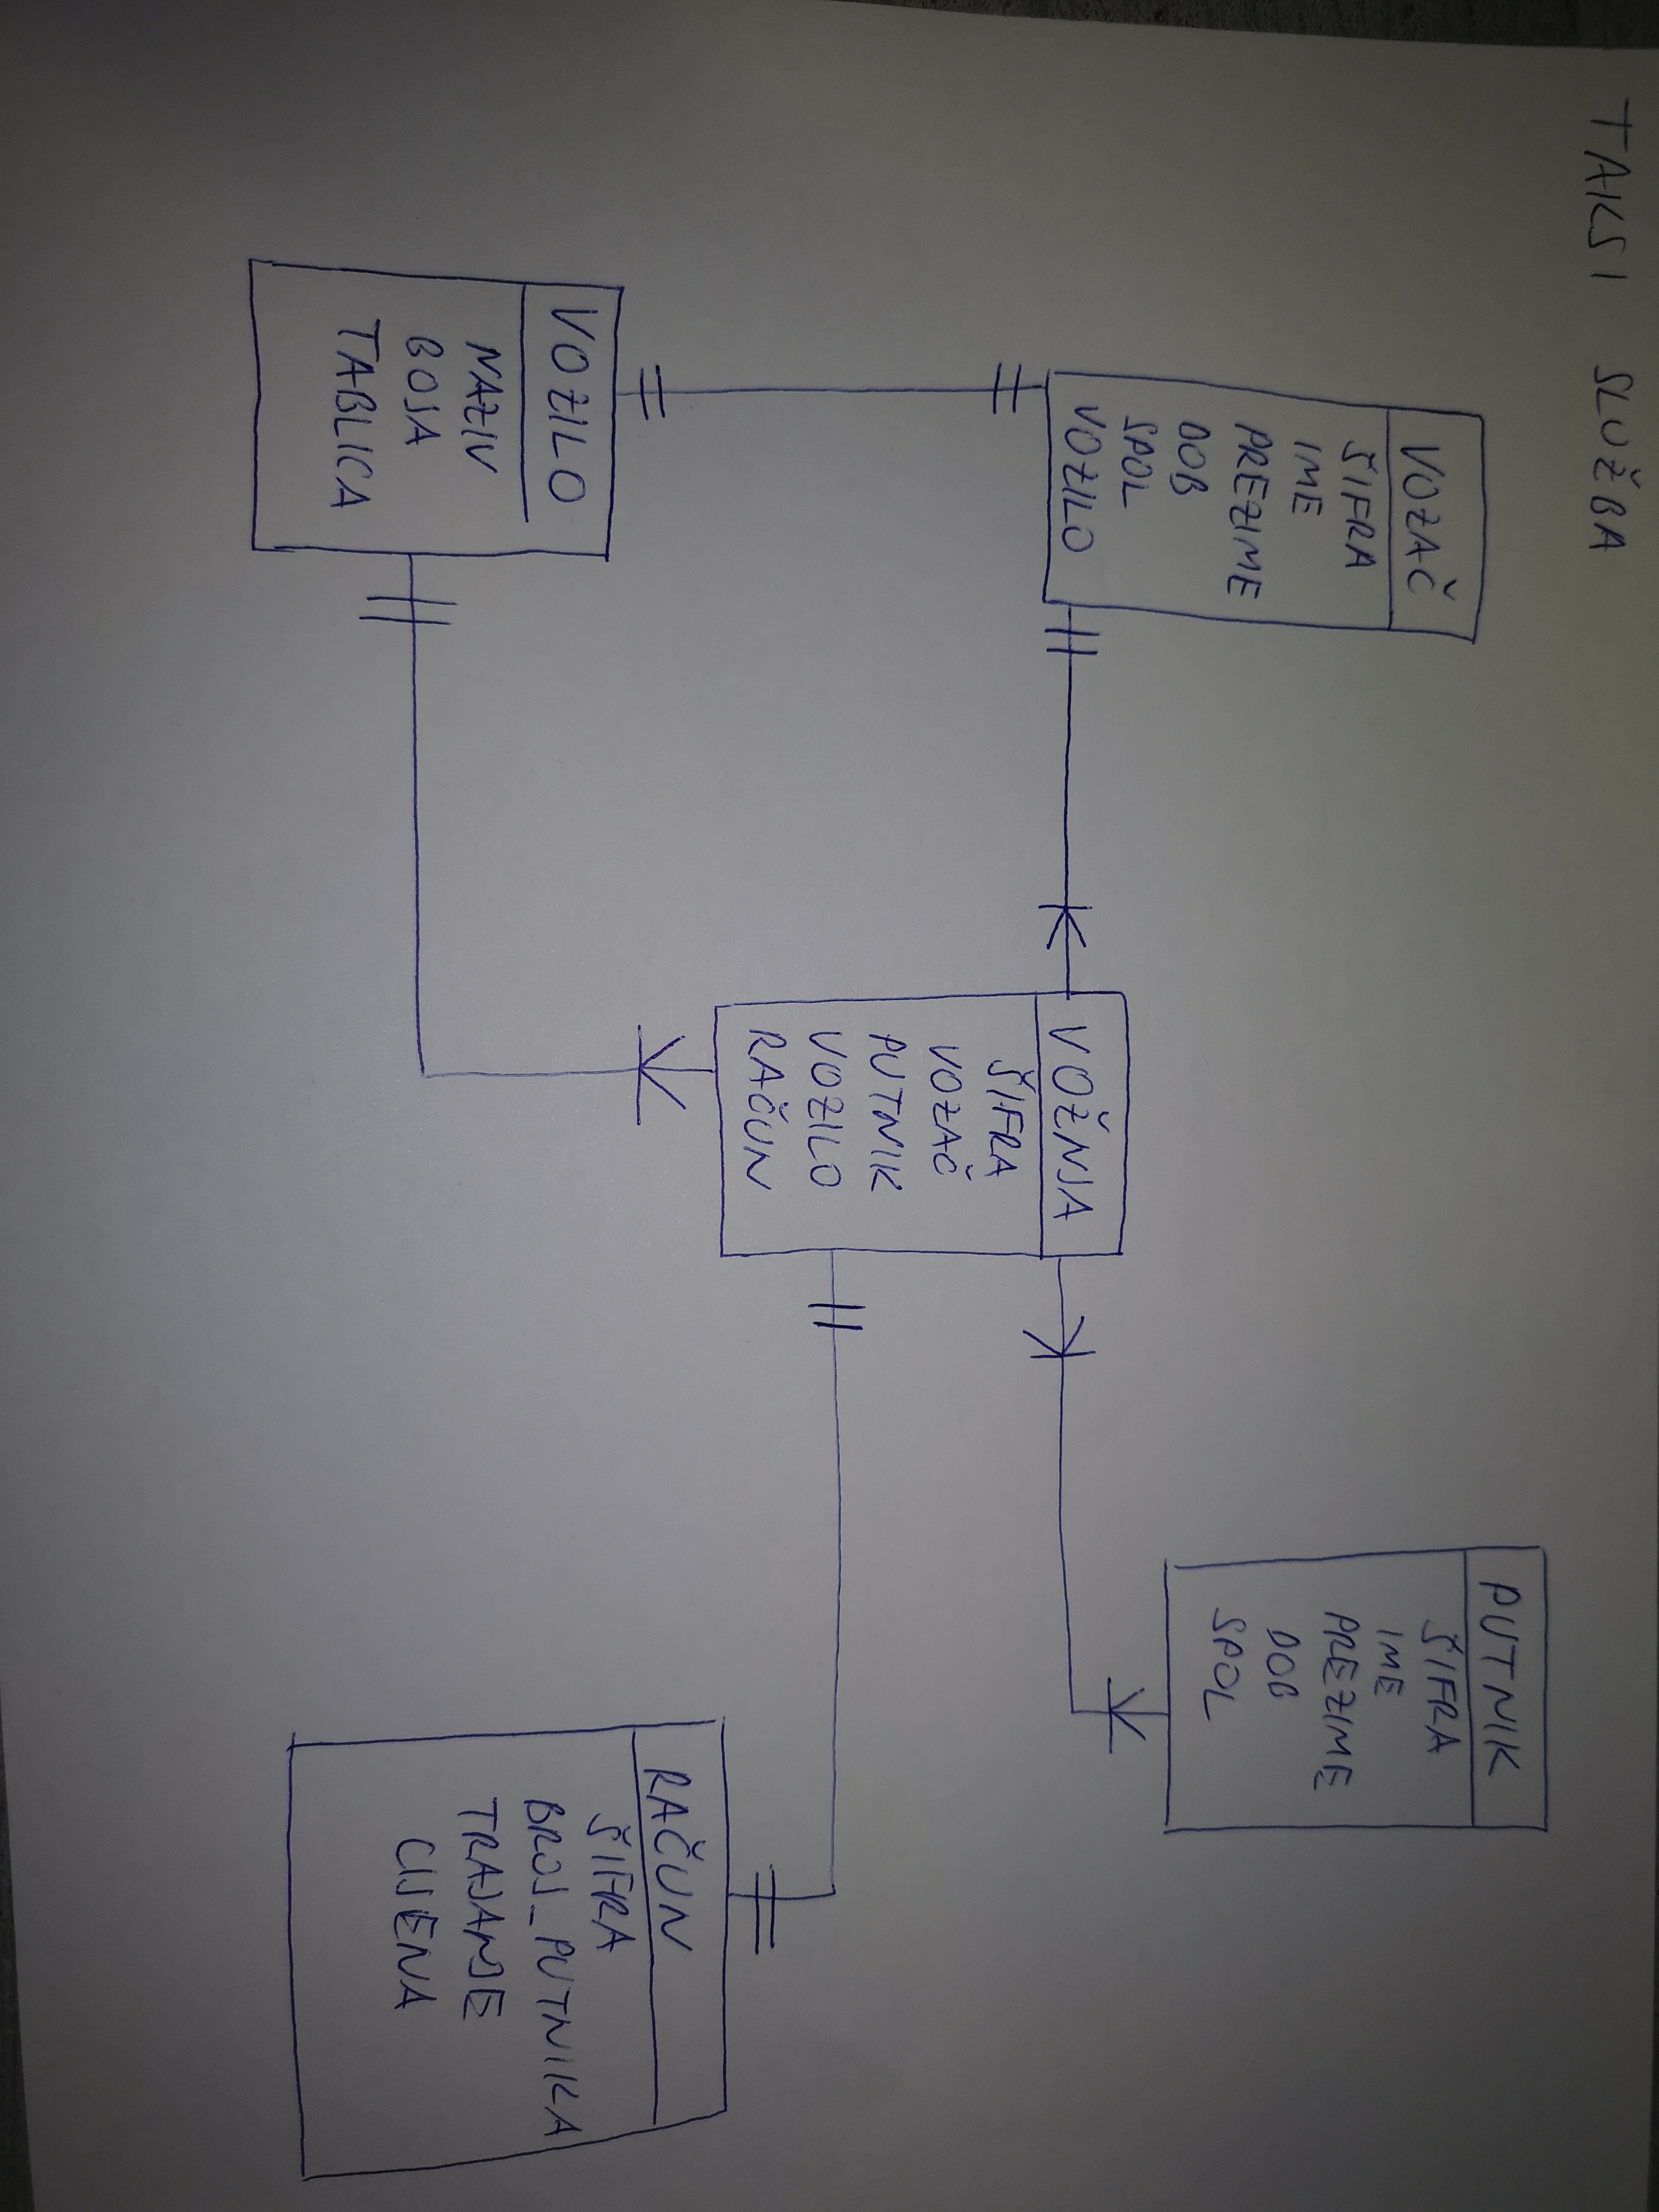 TAKSI SLUŽBA
VOZAČ
ŠIFRA
IME
PREZIME
DOB
SPOL
VOZILO
PUTNIK
ŠIFRA
IME
PREZIME
DOB
SPOL
VOŽNJA
ŠIFRA
VOZAČ
PUTNIK
VOZILO
RAČUN
VOZILO
NAZIV
BOJA
TABLICA
RAČUN
ŠIFRA
BROJ_PUTNIKA
TRAJANJE
CIJENA